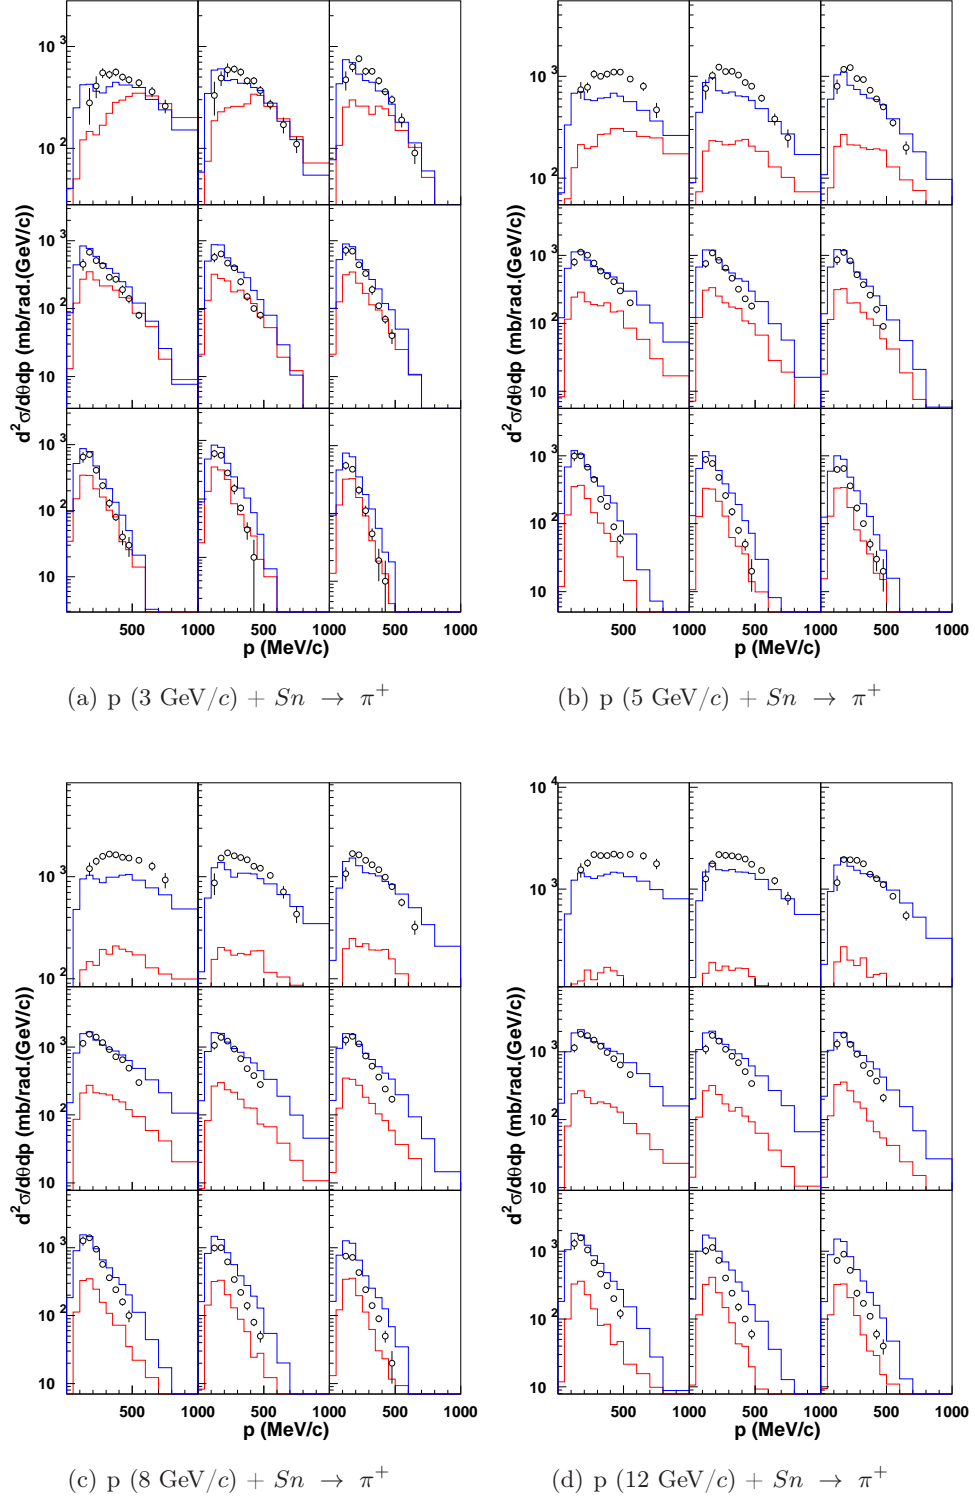 10³
10²
10³
10²
10
10³
10²
10
500 1000 500 1000 500 1000
d²σ/dθdp (mb/rad.(GeV/c))
p (MeV/c)
(a) p (3 GeV/c) + Sn → π⁺
10³
10²
10³
10²
10
10³
10²
10
500 1000 500 1000 500 1000
d²σ/dθdp (mb/rad.(GeV/c))
p (MeV/c)
(b) p (5 GeV/c) + Sn → π⁺
10³
10²
10³
10²
10
10³
10²
10
500 1000 500 1000 500 1000
d²σ/dθdp (mb/rad.(GeV/c))
p (MeV/c)
(c) p (8 GeV/c) + Sn → π⁺
10⁴
10³
10³
10²
10
10³
10²
10
500 1000 500 1000 500 1000
d²σ/dθdp (mb/rad.(GeV/c))
p (MeV/c)
(d) p (12 GeV/c) + Sn → π⁺